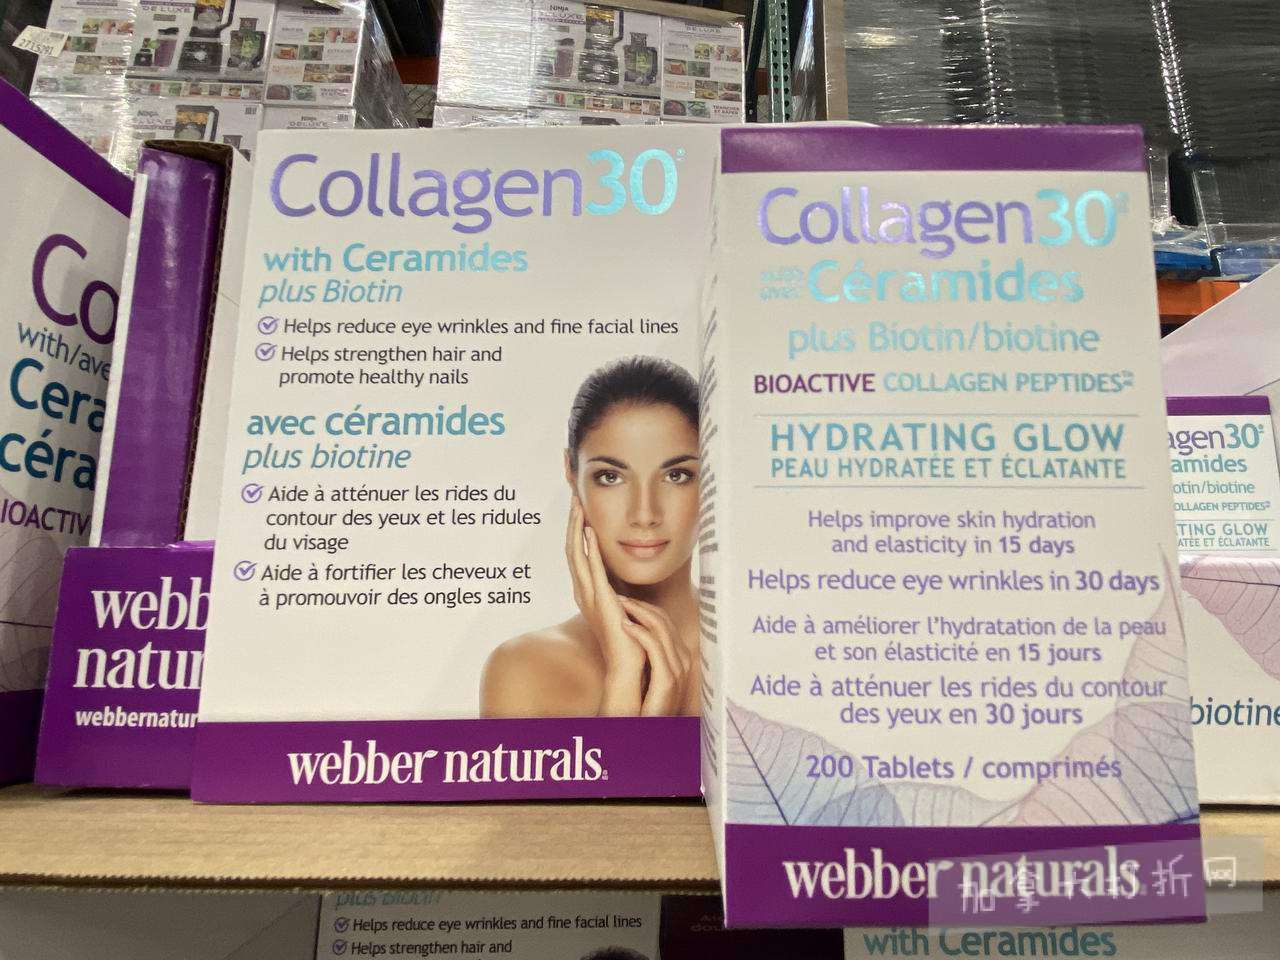 Collagen30
with Ceramides
plus Biotin
Helps reduce eye wrinkles and fine facial lines
Helps strengthen hair and
promote healthy nails
avec céramides
plus biotine
Aide à atténuer les rides du
contour des yeux et les ridules
du visage
Aide à fortifier les cheveux et
à promouvoir des ongles sains
webber naturals
Collagen30
with
avec Céramides
plus Biotin/biotine
BIOACTIVE COLLAGEN PEPTIDES
HYDRATING GLOW
PEAU HYDRATÉE ET ÉCLATANTE
Helps improve skin hydration
and elasticity in 15 days
Helps reduce eye wrinkles in 30 days
Aide à améliorer l'hydratation de la peau
et son élasticité en 15 jours
Aide à atténuer les rides du contour
des yeux en 30 jours
200 Tablets / comprimés
webber naturals
Co
with/ave
Cera
céra
IOACTIV
webb
natur
webbernatur
agen30
amides
otin/biotine
OLLAGEN PEPTIDES
TING GLOW
ATÉE ET ÉCLATANTE
biotine
plus Biotin
Helps reduce eye wrinkles and fine facial lines
Helps strengthen hair and
with Ceramides
加拿大打折网